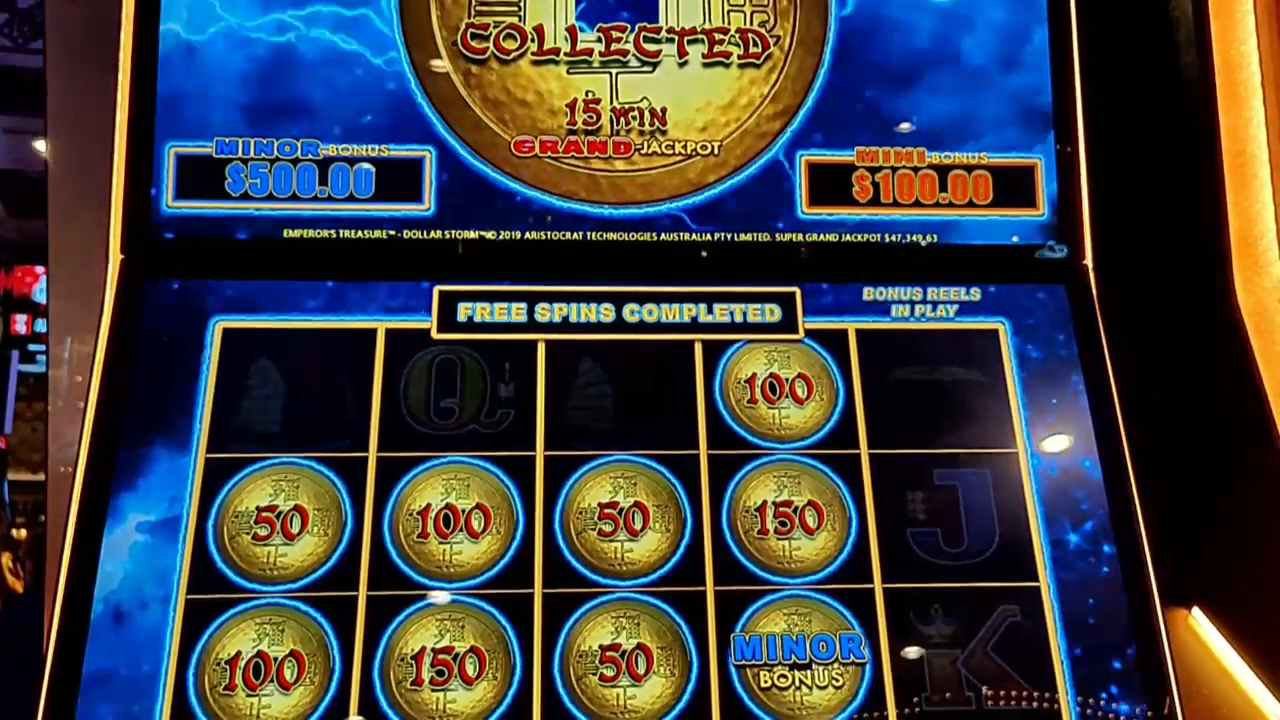 COLLECTED
15 WIN
GRAND JACKPOT
MINOR BONUS
$500.00
MINI BONUS
$100.00
EMPEROR'S TREASURE™ - DOLLAR STORM™ © 2019 ARISTOCRAT TECHNOLOGIES AUSTRALIA PTY LIMITED. SUPER GRAND JACKPOT $47,349.63
FREE SPINS COMPLETED
BONUS REELS
IN PLAY
Q
100
50
100
50
150
J
100
150
50
MINOR
BONUS
K